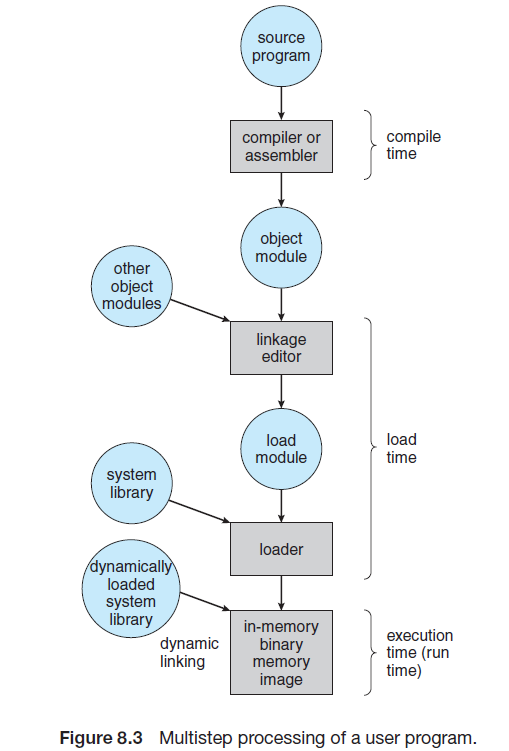 source
program
compiler or
assembler
compile
time
object
module
other
object
modules
linkage
editor
load
module
load
time
system
library
loader
dynamically
loaded
system
library
dynamic
linking
in-memory
binary
memory
image
execution
time (run
time)
Figure 8.3 Multistep processing of a user program.